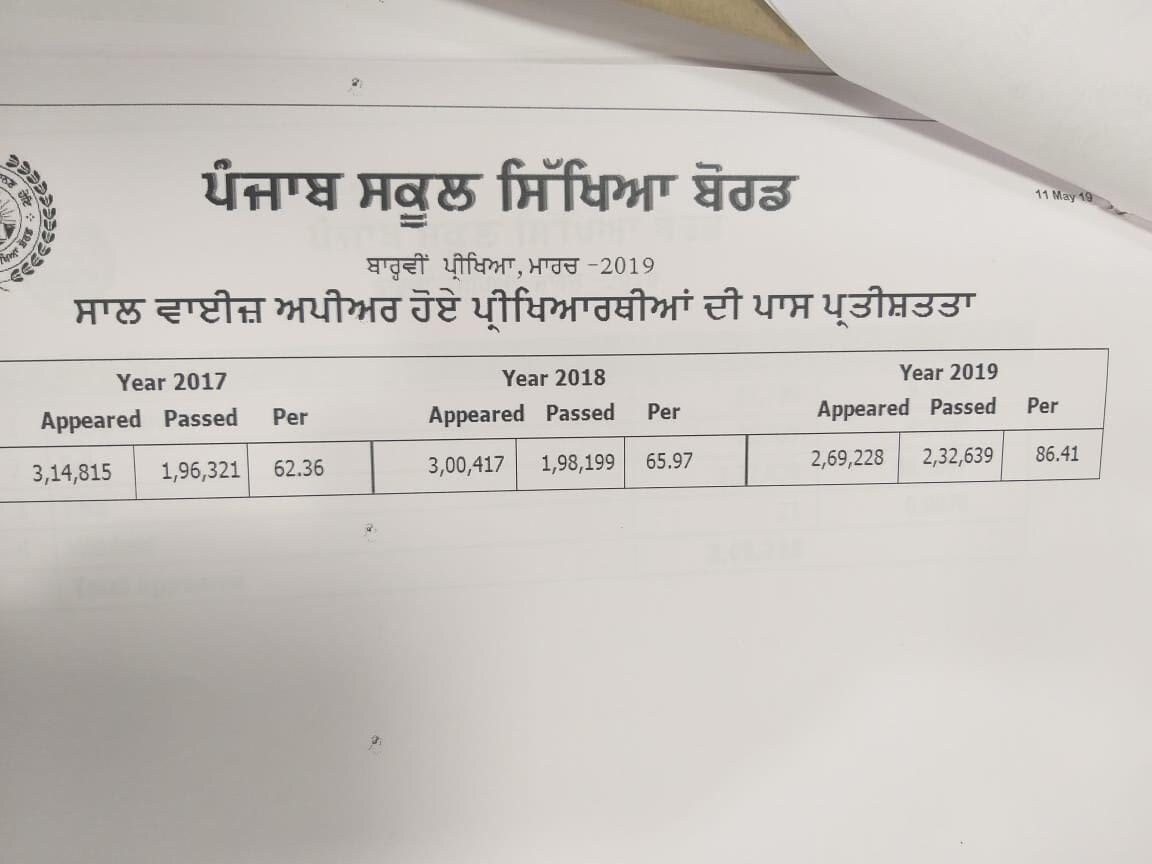 ਪੰਜਾਬ ਸਕੂਲ ਸਿੱਖਿਆ ਬੋਰਡ
11 May 19
ਬਾਰ੍ਹਵੀਂ ਪ੍ਰੀਖਿਆ, ਮਾਰਚ -2019
ਸਾਲ ਵਾਈਜ਼ ਅਪੀਅਰ ਹੋਏ ਪ੍ਰੀਖਿਆਰਥੀਆਂ ਦੀ ਪਾਸ ਪ੍ਰਤੀਸ਼ਤਤਾ
Year 2017 Year 2018 Year 2019
Appeared Passed Per Appeared Passed Per Appeared Passed Per
3,14,815 1,96,321 62.36 3,00,417 1,98,199 65.97 2,69,228 2,32,639 86.41